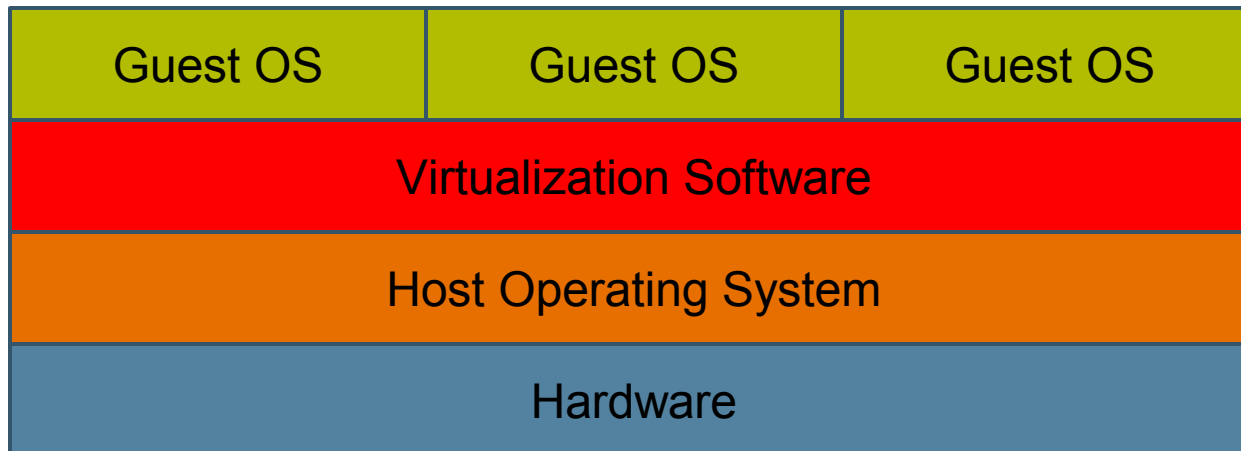 Guest OS Guest OS Guest OS
Virtualization Software
Host Operating System
Hardware